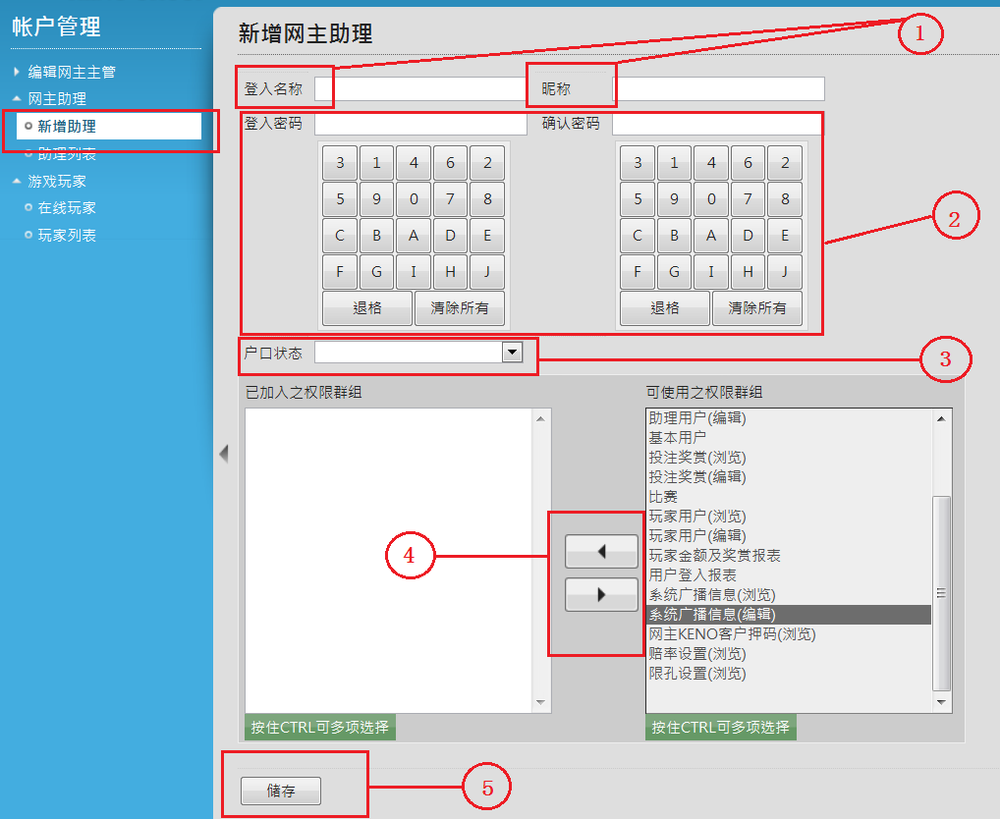 帐户管理
编辑网主主管
网主助理
新增助理
助理列表
游戏玩家
在线玩家
玩家列表
新增网主助理
1
登入名称 昵称
登入密码 确认密码
3 1 4 6 2 3 1 4 6 2
5 9 0 7 8 5 9 0 7 8
2
C B A D E C B A D E
F G I H J F G I H J
退格 清除所有 退格 清除所有
户口状态
3
已加入之权限群组 可使用之权限群组
助理用户(编辑)
基本用户
投注奖赏(浏览)
投注奖赏(编辑)
比赛
玩家用户(浏览)
玩家用户(编辑)
4
玩家金额及奖赏报表
用户登入报表
系统广播信息(浏览)
系统广播信息(编辑)
网主KENO客户押码(浏览)
赔率设置(浏览)
限孔设置(浏览)
按住CTRL可多项选择 按住CTRL可多项选择
储存
5